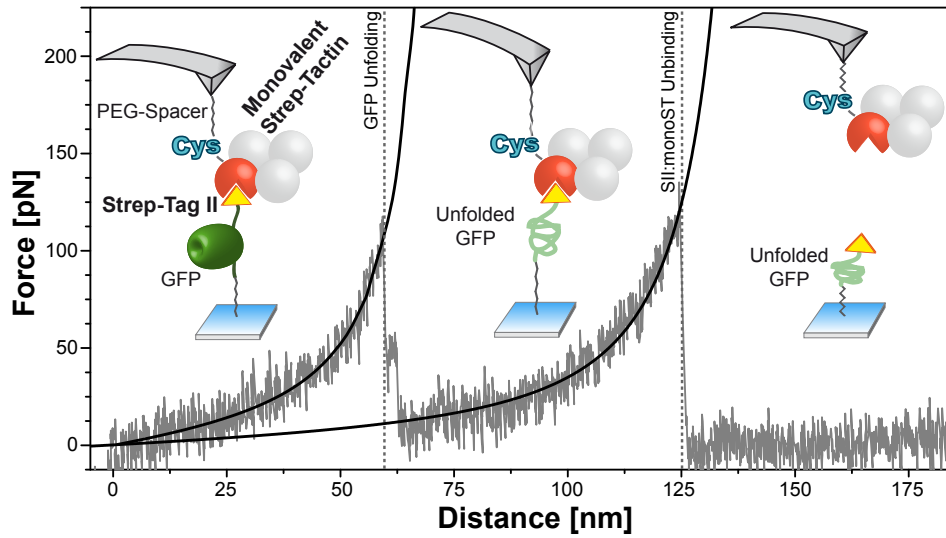 Force [pN]
200
150
100
50
0
PEG-Spacer
Monovalent
Strep-Tactin
Cys
Strep-Tag II
GFP
GFP Unfolding
Cys
Unfolded
GFP
SII:monoST Unbinding
Cys
Unfolded
GFP
0
25
50
75
100
125
150
175
Distance [nm]